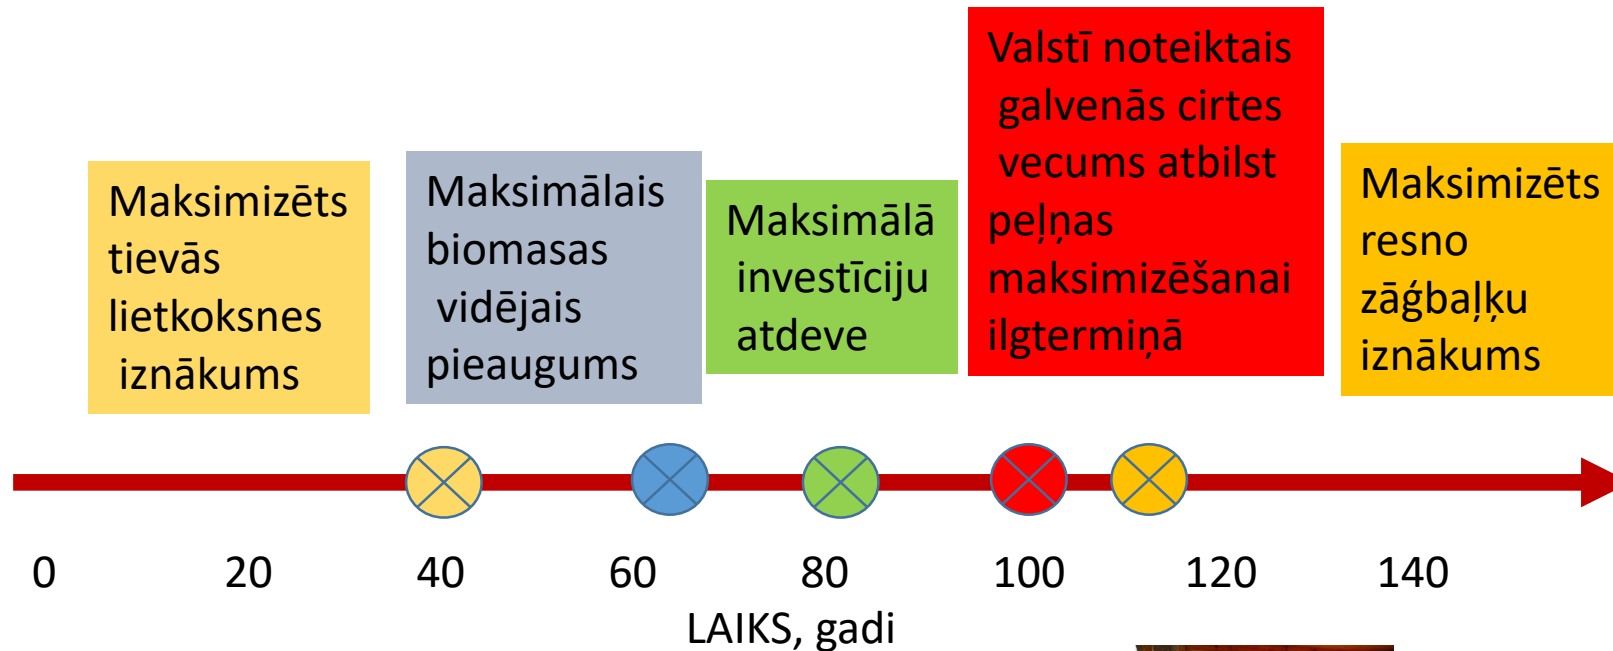 Maksimizēts
tievās
lietkoksnes
iznākums
Maksimālais
biomasas
vidējais
pieaugums
Maksimālā
investīciju
atdeve
Valstī noteiktais
galvenās cirtes
vecums atbilst
peļņas
maksimizēšanai
ilgtermiņā
Maksimizēts
resno
zāǵbaļķu
iznākums
0 20 40 60 80 100 120 140
LAIKS, gadi